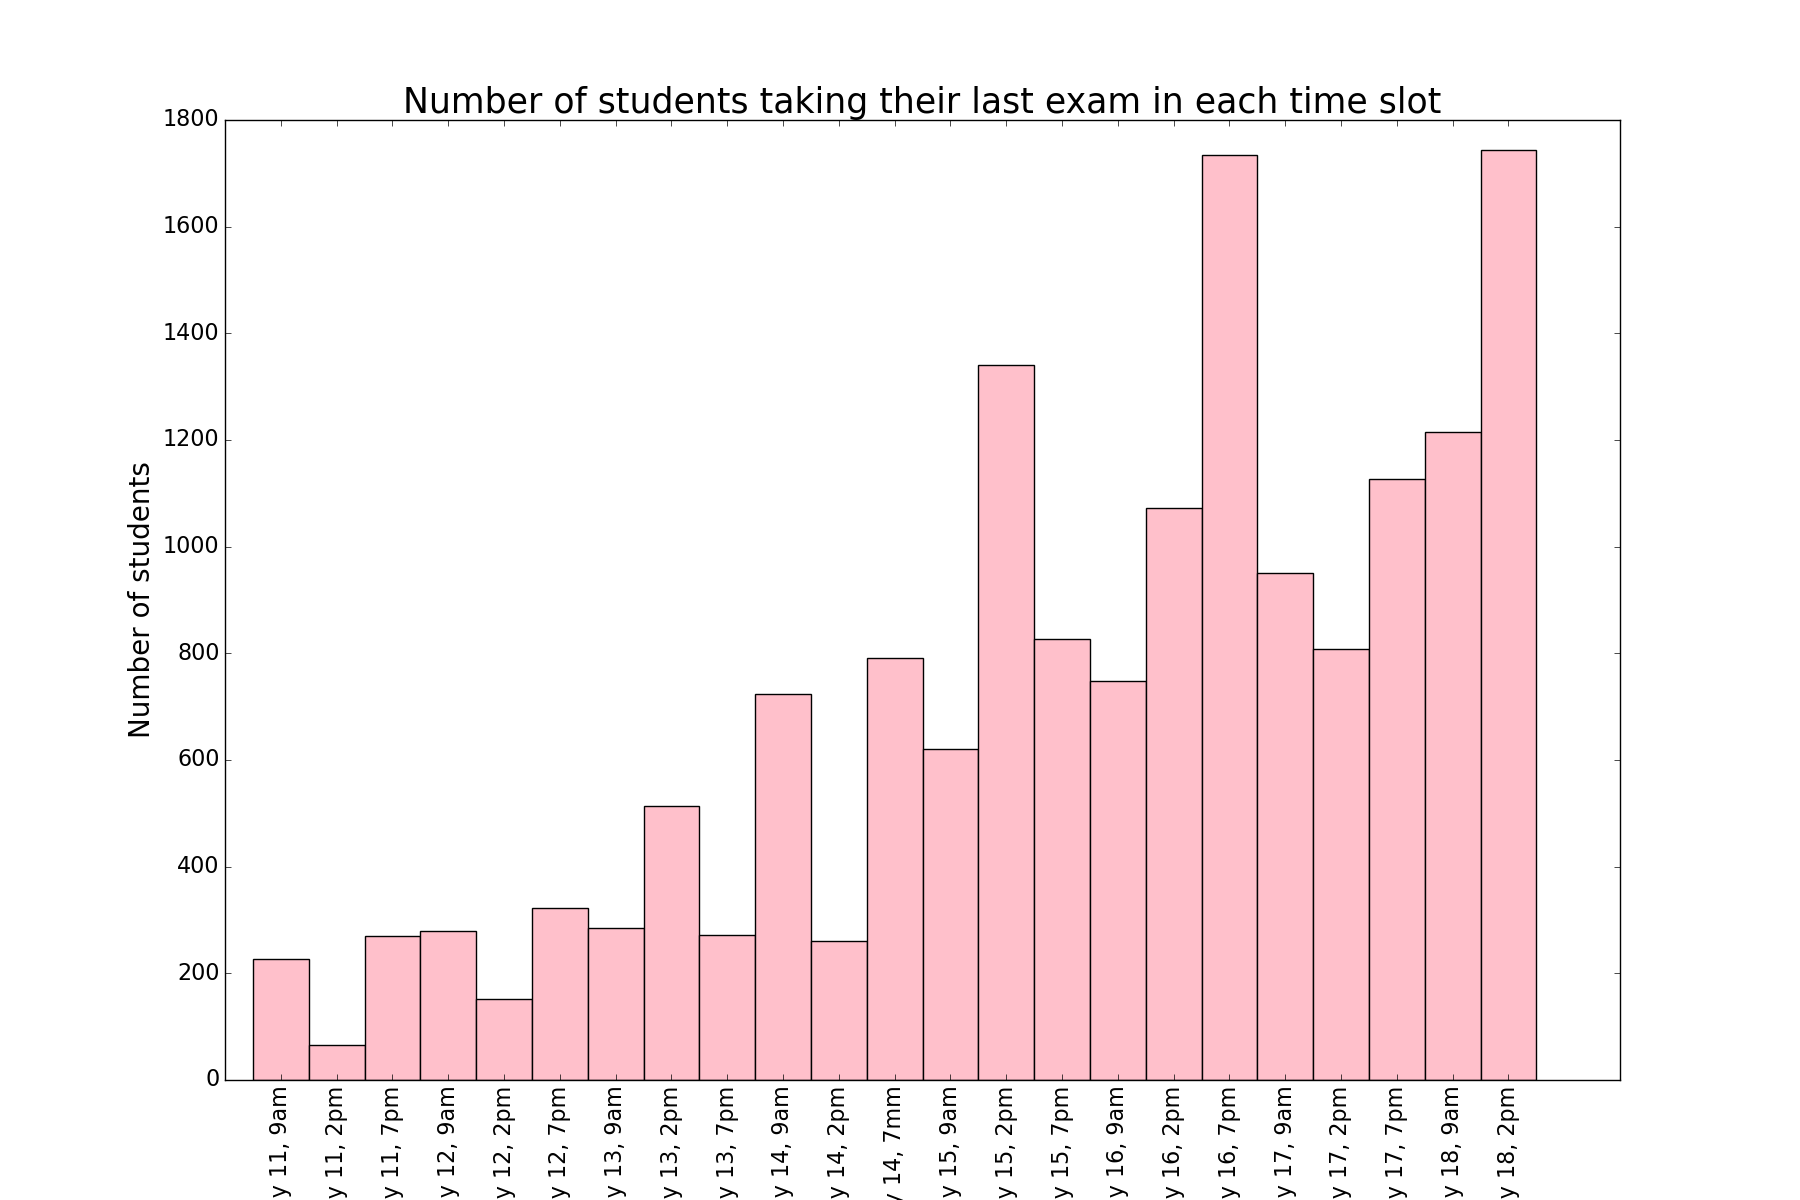 Number of students taking their last exam in each time slot
1800
1600
1400
1200
1000
800
600
400
200
0
Number of students
y 11, 9am
y 11, 2pm
y 11, 7pm
y 12, 9am
y 12, 2pm
y 12, 7pm
y 13, 9am
y 13, 2pm
y 13, 7pm
y 14, 9am
y 14, 2pm
y 14, 7mm
y 15, 9am
y 15, 2pm
y 15, 7pm
y 16, 9am
y 16, 2pm
y 16, 7pm
y 17, 9am
y 17, 2pm
y 17, 7pm
y 18, 9am
y 18, 2pm